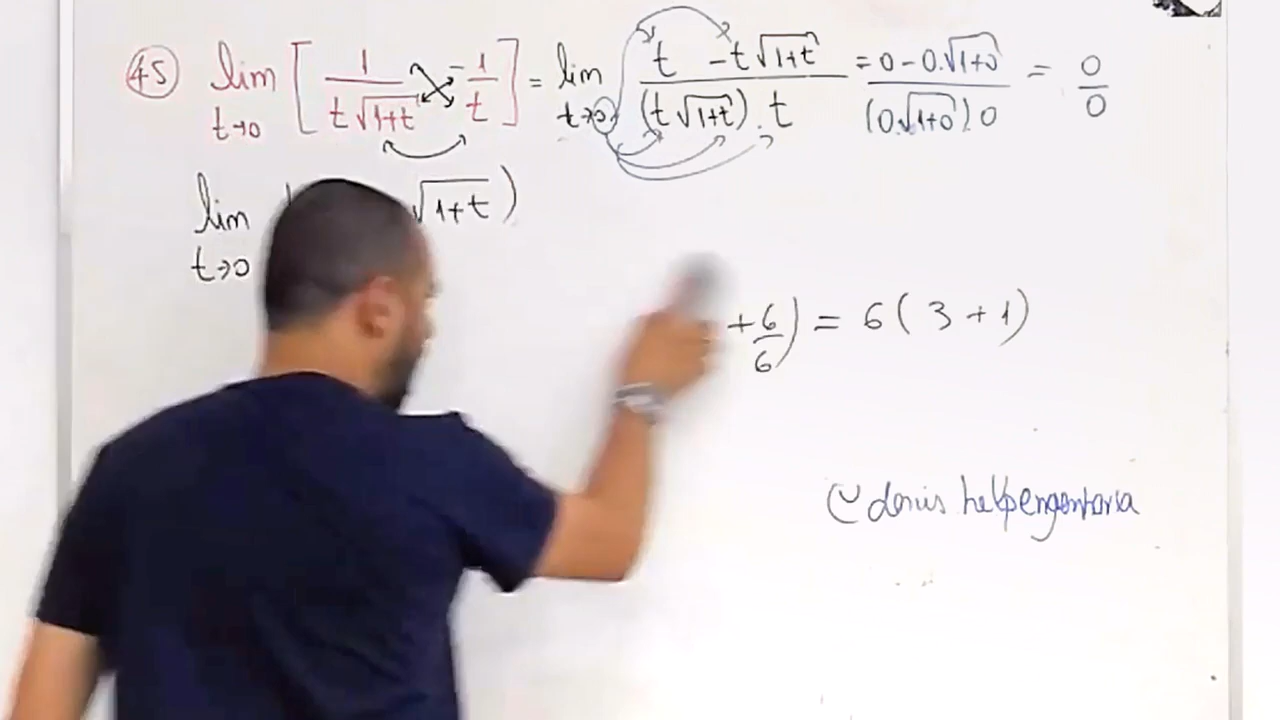 45 lim t→0 [ 1/(t√(1+t)) - 1/t ] = lim t→0 (t - t√(1+t))/((t√(1+t)).t) = (0 - 0.√(1+0))/((0.√(1+0)).0) = 0/0
lim t→0 √(1+t) )
+ 6/6 ) = 6 ( 3 + 1 )
denis helpengenharia